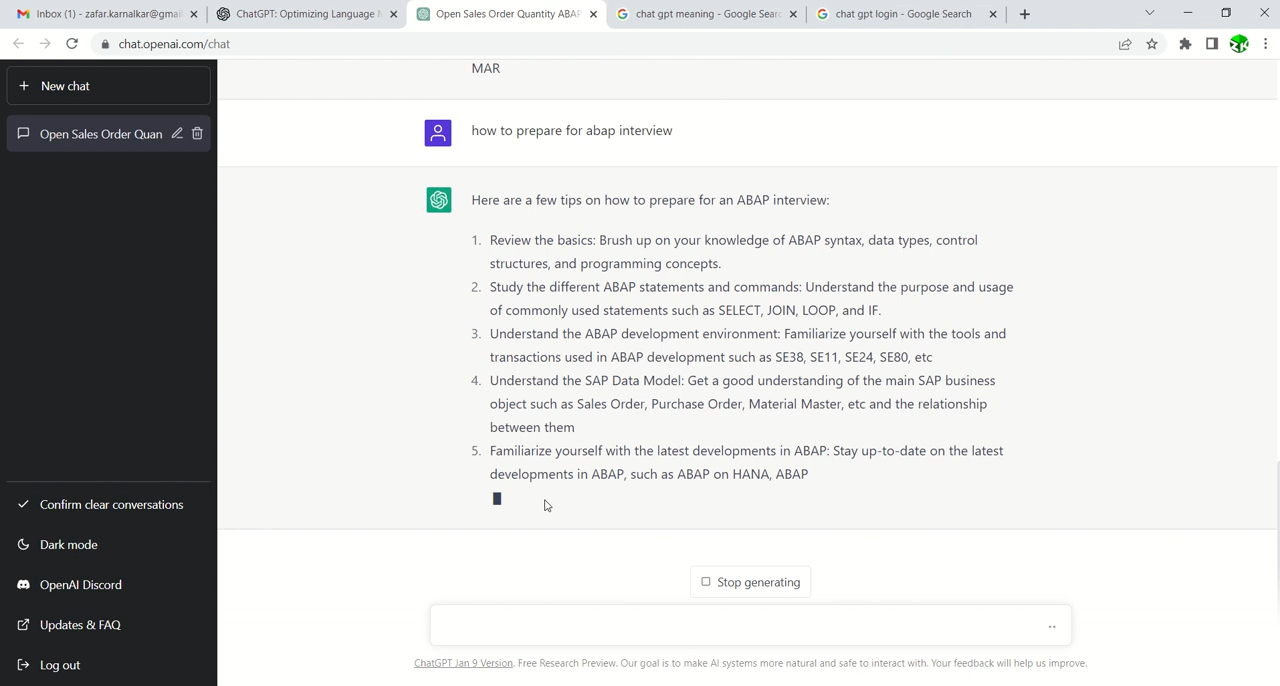 Inbox (1) - zafar.karnalkar@gmai
ChatGPT: Optimizing Language
Open Sales Order Quantity ABAP
chat gpt meaning - Google Sear
chat gpt login - Google Search
chat.openai.com/chat
New chat
Open Sales Order Quan
MAR
how to prepare for abap interview
Here are a few tips on how to prepare for an ABAP interview:
1. Review the basics: Brush up on your knowledge of ABAP syntax, data types, control
structures, and programming concepts.
2. Study the different ABAP statements and commands: Understand the purpose and usage
of commonly used statements such as SELECT, JOIN, LOOP, and IF.
3. Understand the ABAP development environment: Familiarize yourself with the tools and
transactions used in ABAP development such as SE38, SE11, SE24, SE80, etc
4. Understand the SAP Data Model: Get a good understanding of the main SAP business
object such as Sales Order, Purchase Order, Material Master, etc and the relationship
between them
5. Familiarize yourself with the latest developments in ABAP: Stay up-to-date on the latest
developments in ABAP, such as ABAP on HANA, ABAP
Confirm clear conversations
Dark mode
OpenAI Discord
Updates & FAQ
Log out
Stop generating
ChatGPT Jan 9 Version. Free Research Preview. Our goal is to make AI systems more natural and safe to interact with. Your feedback will help us improve.